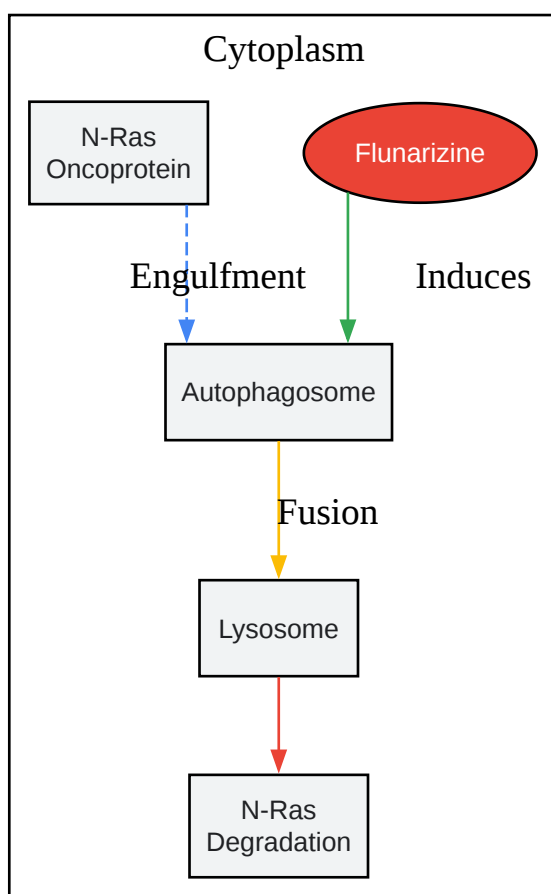 Cytoplasm
N-Ras
Oncoprotein
Flunarizine
Engulfment
Induces
Autophagosome
Fusion
Lysosome
N-Ras
Degradation